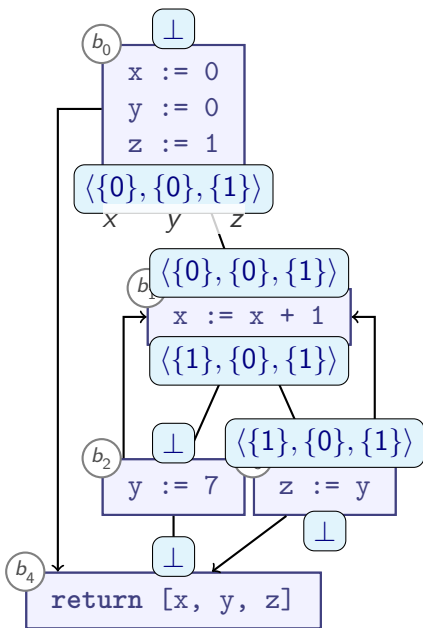 ⊥
b₀
x := 0
y := 0
z := 1
⟨{0}, {0}, {1}⟩
x y z
⟨{0}, {0}, {1}⟩
x := x + 1
⟨{1}, {0}, {1}⟩
⊥
⟨{1}, {0}, {1}⟩
b₂
y := 7
z := y
⊥
⊥
b₄
return [x, y, z]